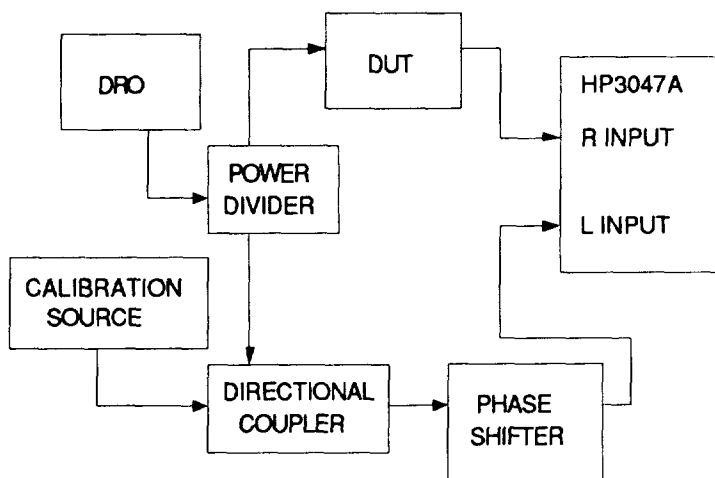 DRO
DUT
HP3047A
R INPUT
L INPUT
POWER
DIVIDER
CALIBRATION
SOURCE
DIRECTIONAL
COUPLER
PHASE
SHIFTER